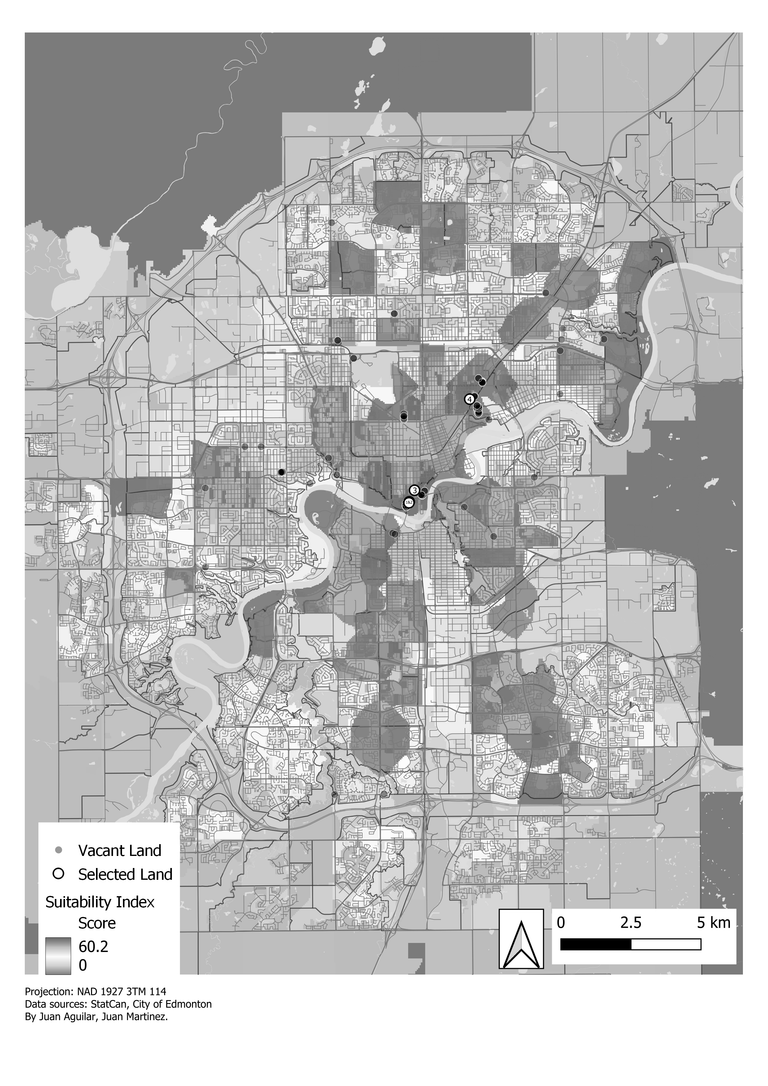 4
3
Vacant Land
Selected Land
Suitability Index
Score
60.2
0
0 2.5 5 km
Projection: NAD 1927 3TM 114
Data sources: StatCan, City of Edmonton
By Juan Aguilar, Juan Martinez.